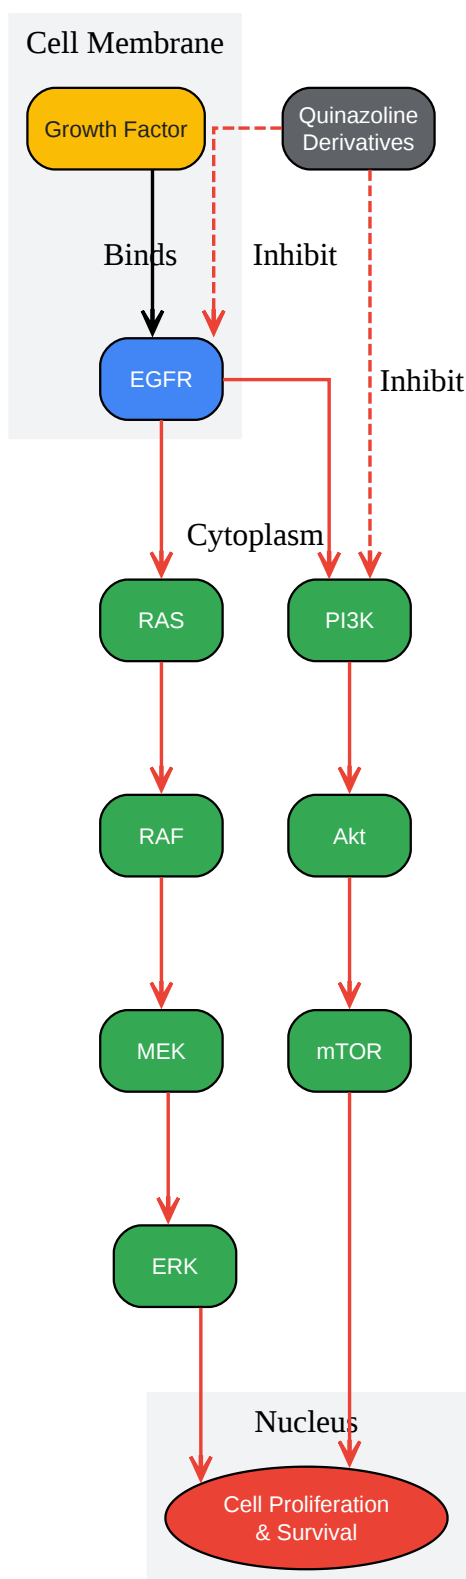 Cell Membrane
Growth Factor
Quinazoline
Derivatives
Binds
Inhibit
EGFR
Inhibit
Cytoplasm
RAS
PI3K
RAF
Akt
MEK
mTOR
ERK
Nucleus
Cell Proliferation
& Survival